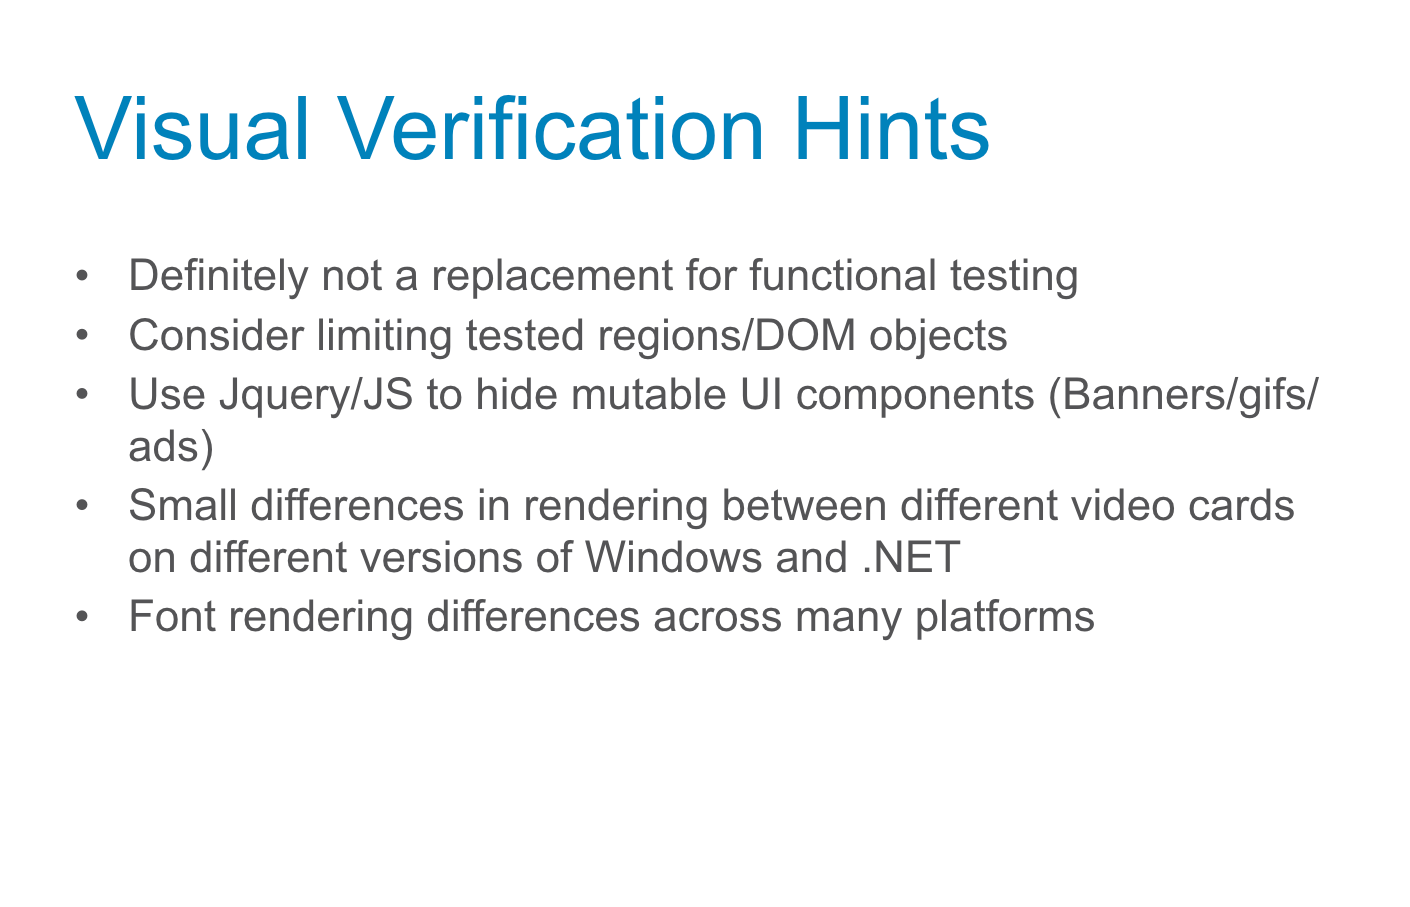 Visual Verification Hints
• Definitely not a replacement for functional testing
• Consider limiting tested regions/DOM objects
• Use Jquery/JS to hide mutable UI components (Banners/gifs/
ads)
• Small differences in rendering between different video cards
on different versions of Windows and .NET
• Font rendering differences across many platforms